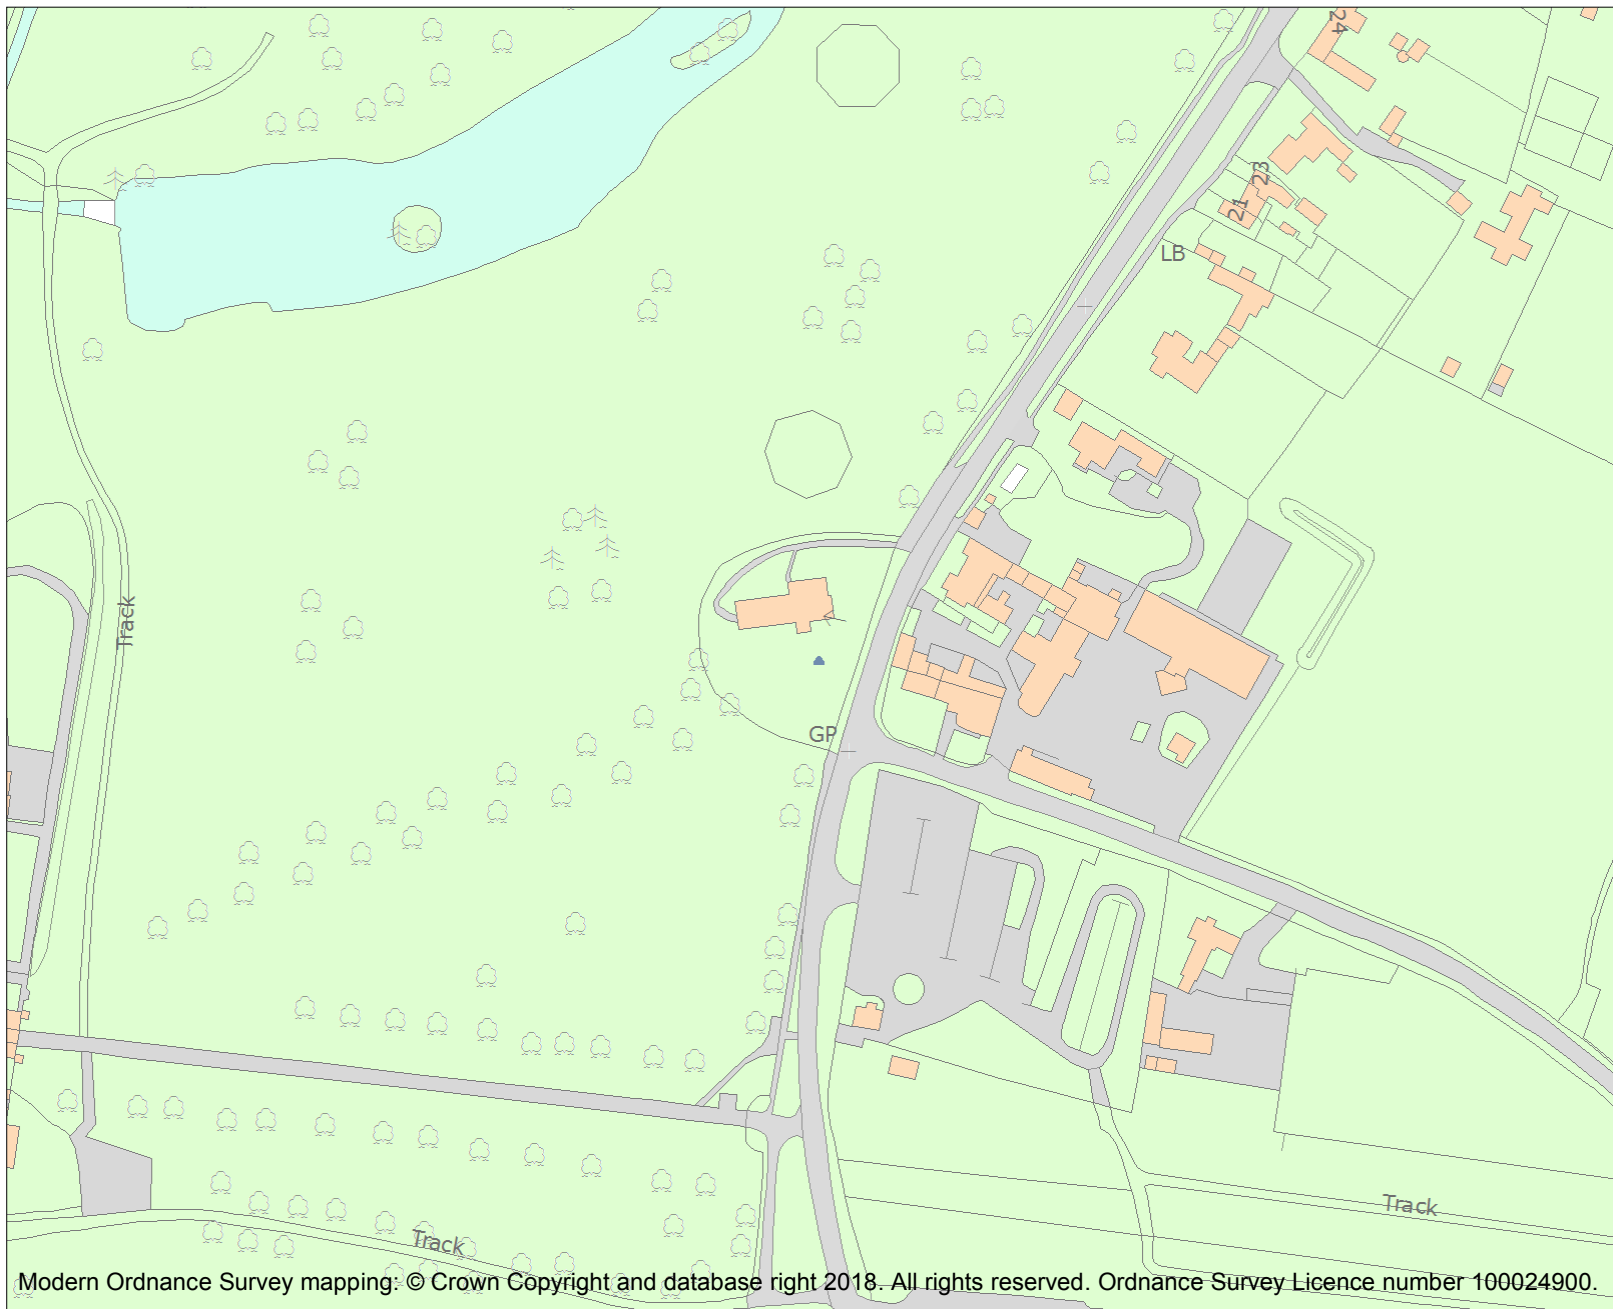 24
23
21
LB
Track
GP
Track
Track
Modern Ordnance Survey mapping: © Crown Copyright and database right 2018. All rights reserved. Ordnance Survey Licence number 100024900.